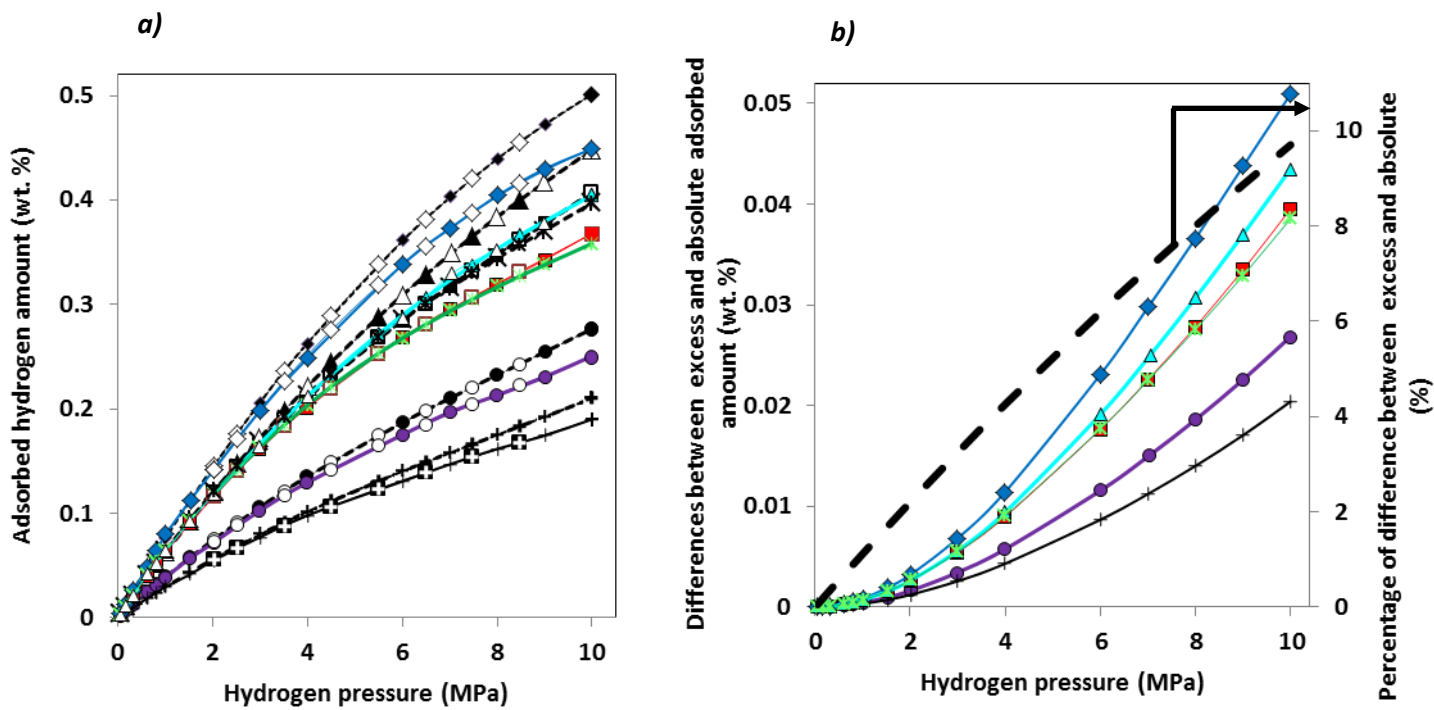 a)
Adsorbed hydrogen amount (wt. %)
0.5
0.4
0.3
0.2
0.1
0
0 2 4 6 8 10
Hydrogen pressure (MPa)
b)
Differences between excess and absolute adsorbed
amount (wt. %)
0.05
0.04
0.03
0.02
0.01
0
0 2 4 6 8 10
Hydrogen pressure (MPa)
10
8
6
4
2
0
Percentage of difference between excess and absolute
(%)